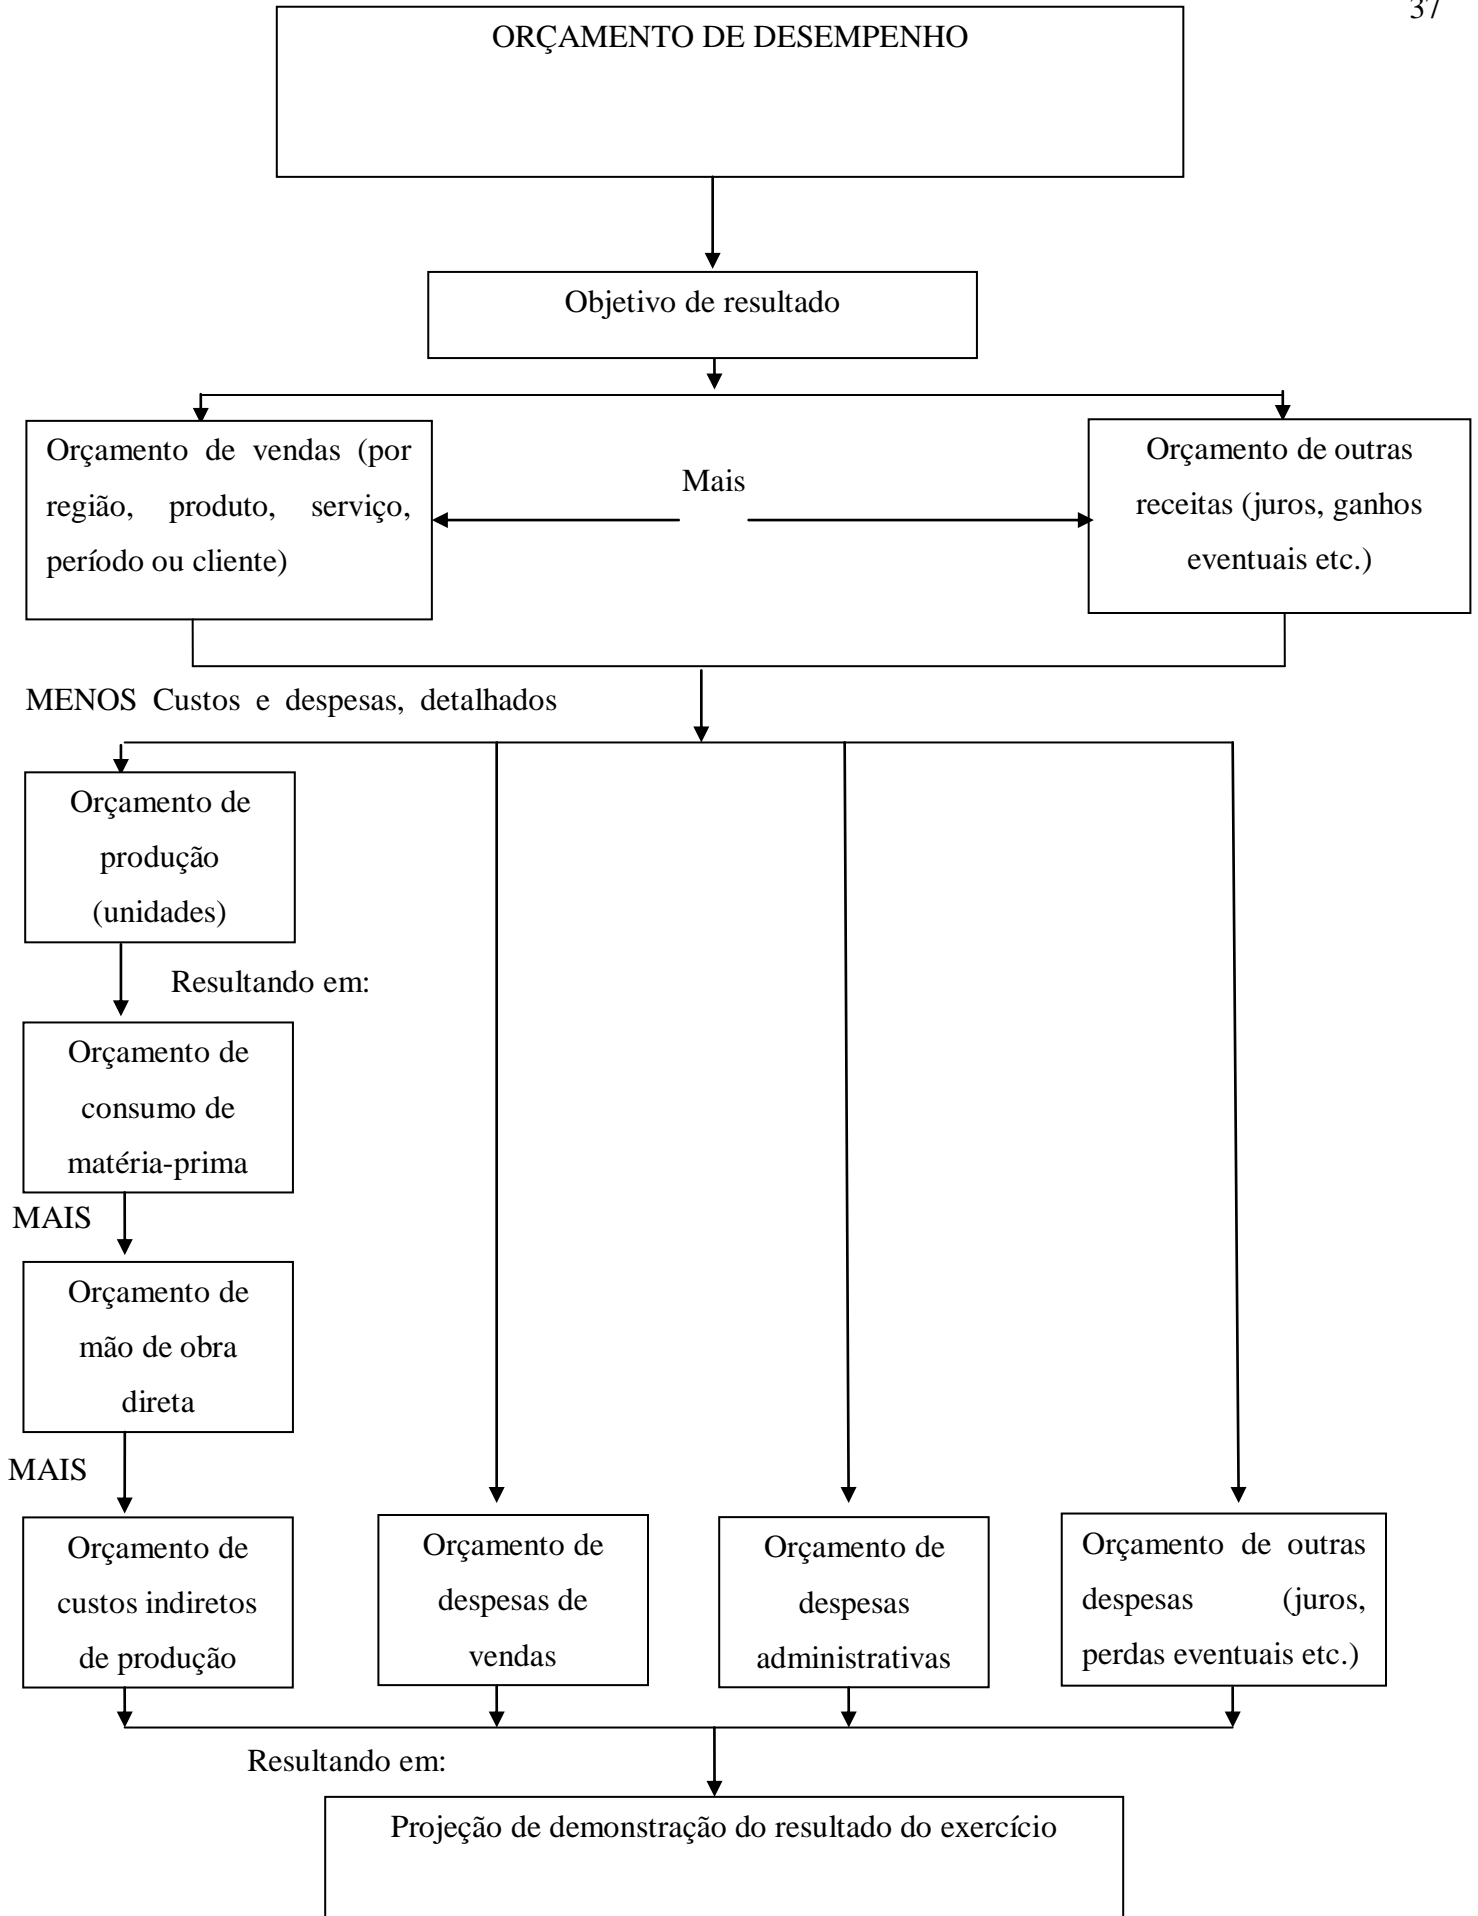 37
ORÇAMENTO DE DESEMPENHO
Objetivo de resultado
Orçamento de vendas (por
região, produto, serviço,
período ou cliente)
Mais
Orçamento de outras
receitas (juros, ganhos
eventuais etc.)
MENOS Custos e despesas, detalhados
Orçamento de
produção
(unidades)
Resultando em:
Orçamento de
consumo de
matéria-prima
MAIS
Orçamento de
mão de obra
direta
MAIS
Orçamento de
custos indiretos
de produção
Orçamento de
despesas de
vendas
Orçamento de
despesas
administrativas
Orçamento de outras
despesas (juros,
perdas eventuais etc.)
Resultando em:
Projeção de demonstração do resultado do exercício